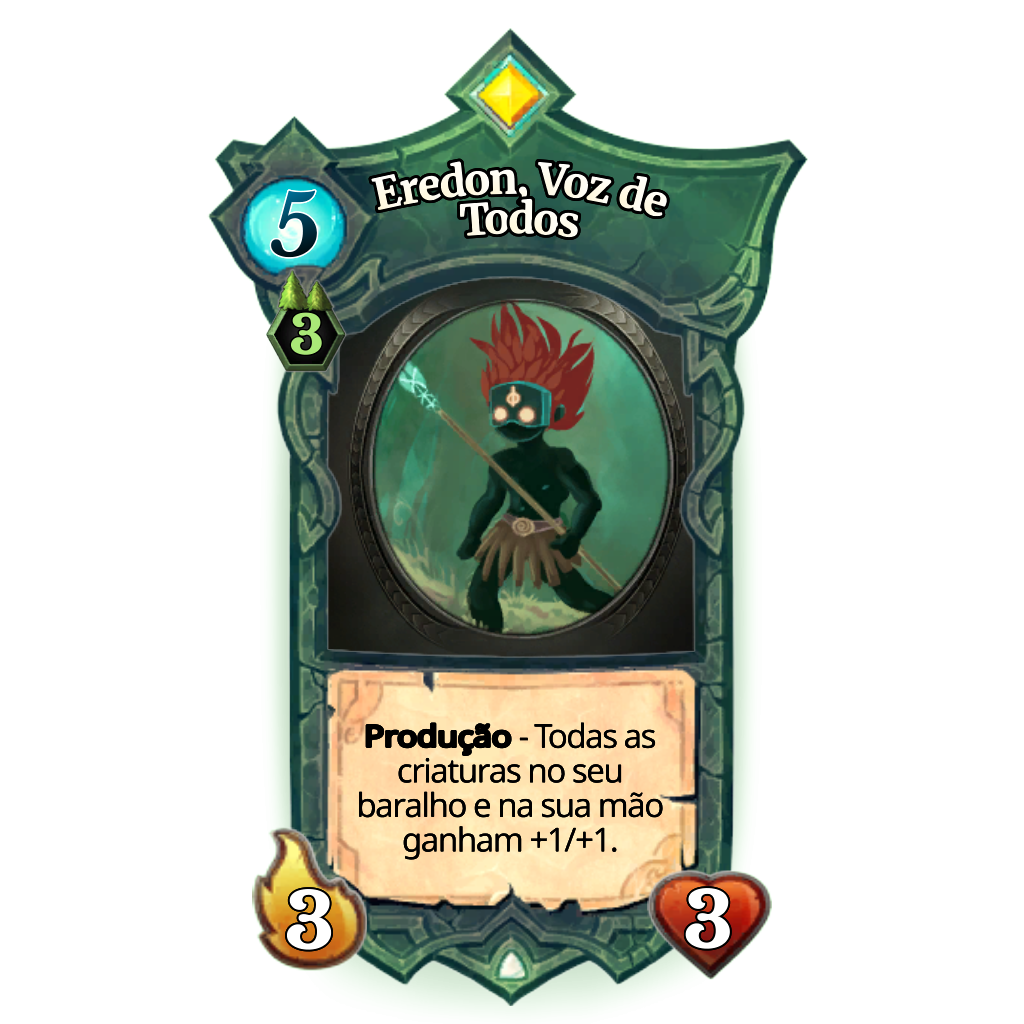 Eredon, Voz de
Todos
5
3
Produção - Todas as
criaturas no seu
baralho e na sua mão
ganham +1/+1.
3
3